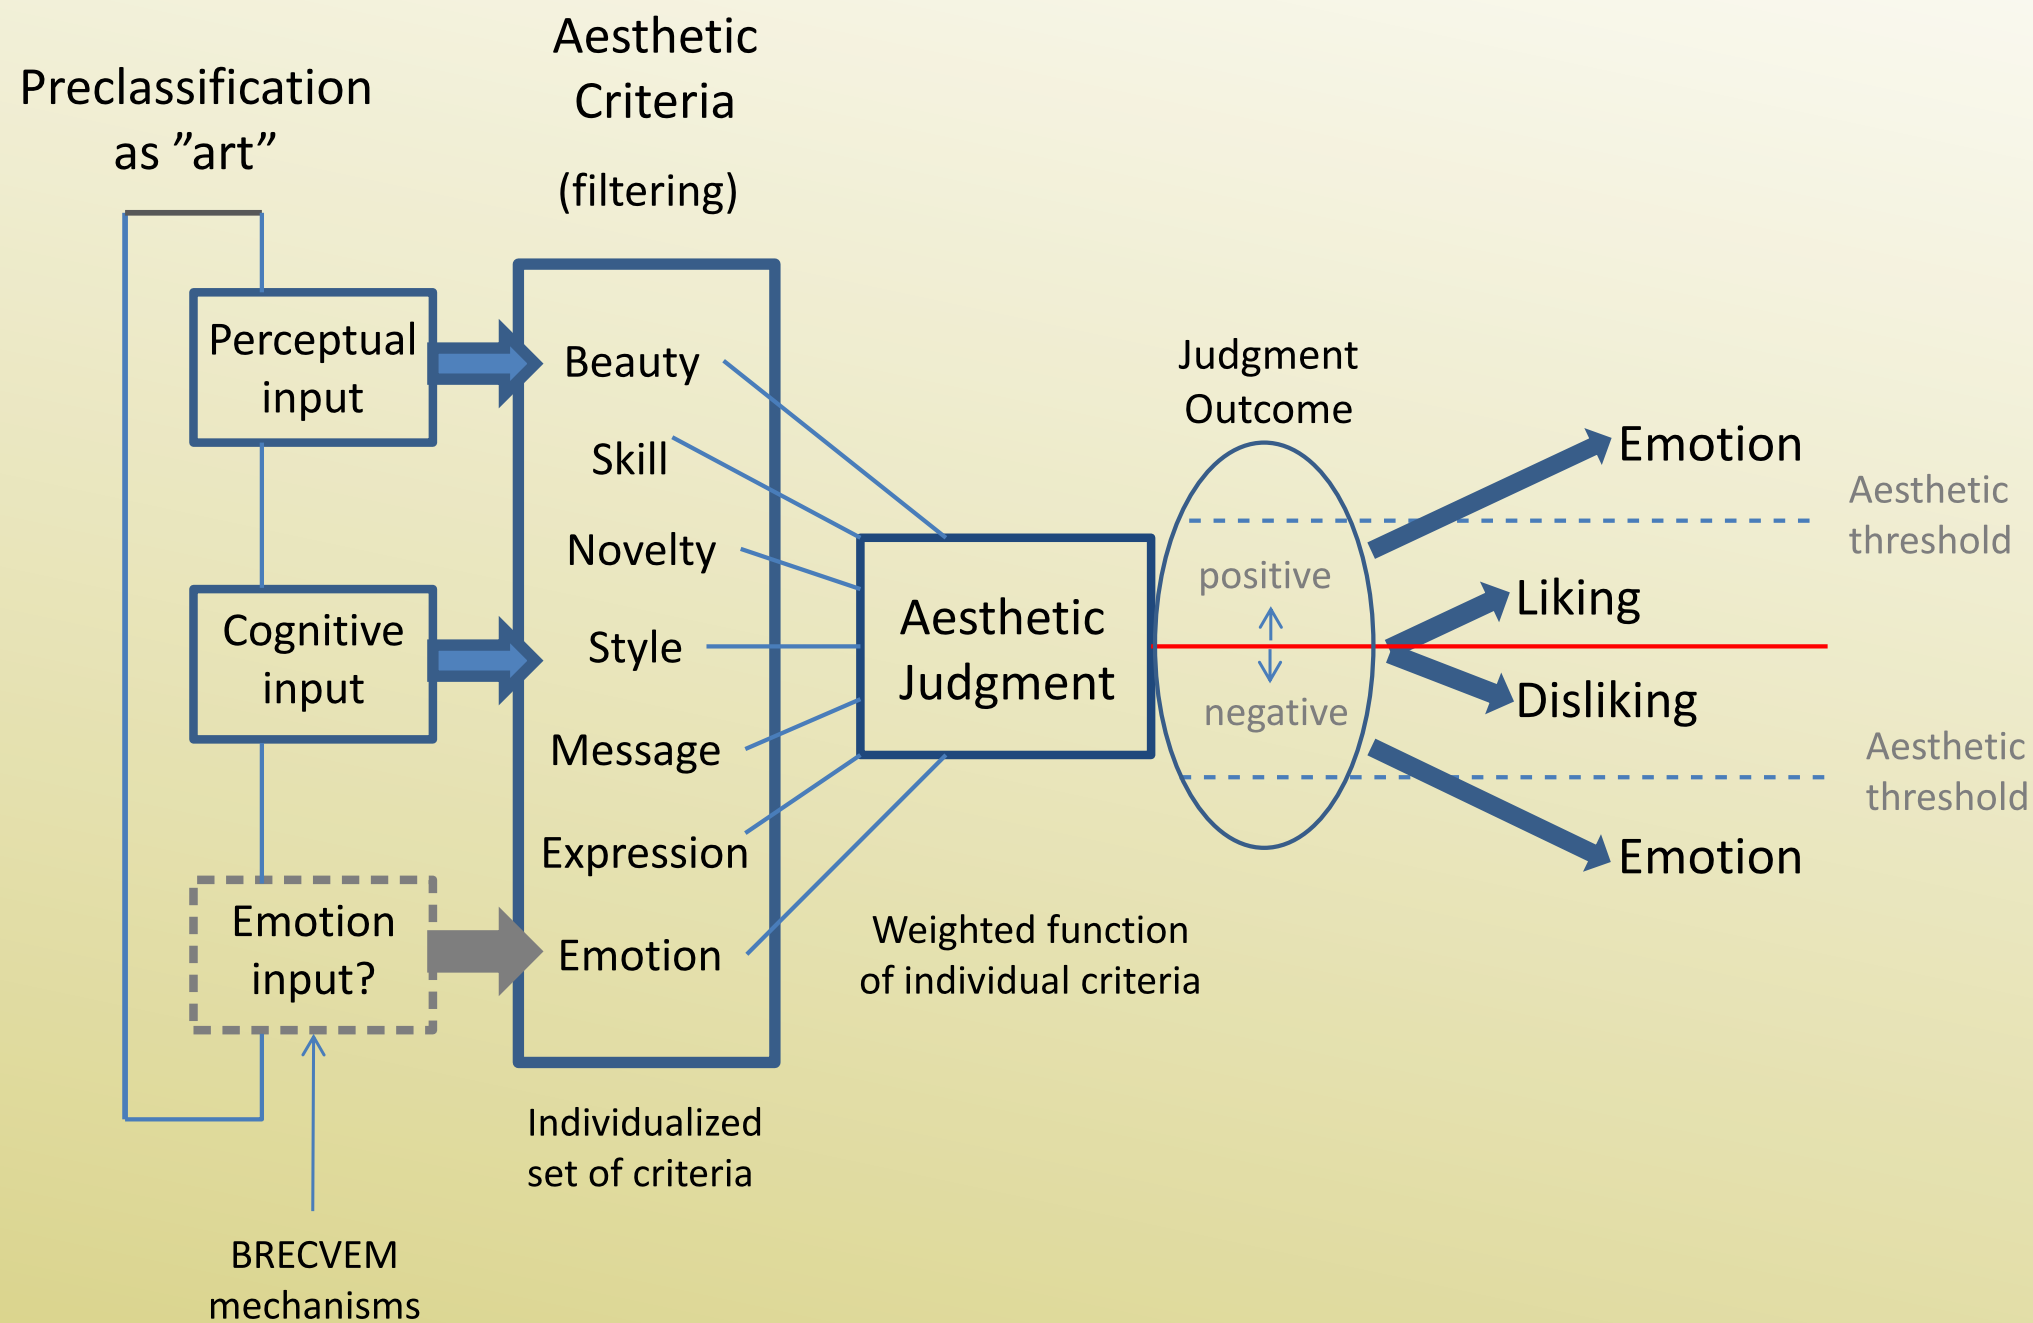 Preclassification
as ”art”
Aesthetic
Criteria
(filtering)
Perceptual
input
Cognitive
input
Emotion
input?
BRECVEM
mechanisms
Beauty
Skill
Novelty
Style
Message
Expression
Emotion
Individualized
set of criteria
Aesthetic
Judgment
Weighted function
of individual criteria
Judgment
Outcome
positive
negative
Emotion
Liking
Disliking
Emotion
Aesthetic
threshold
Aesthetic
threshold